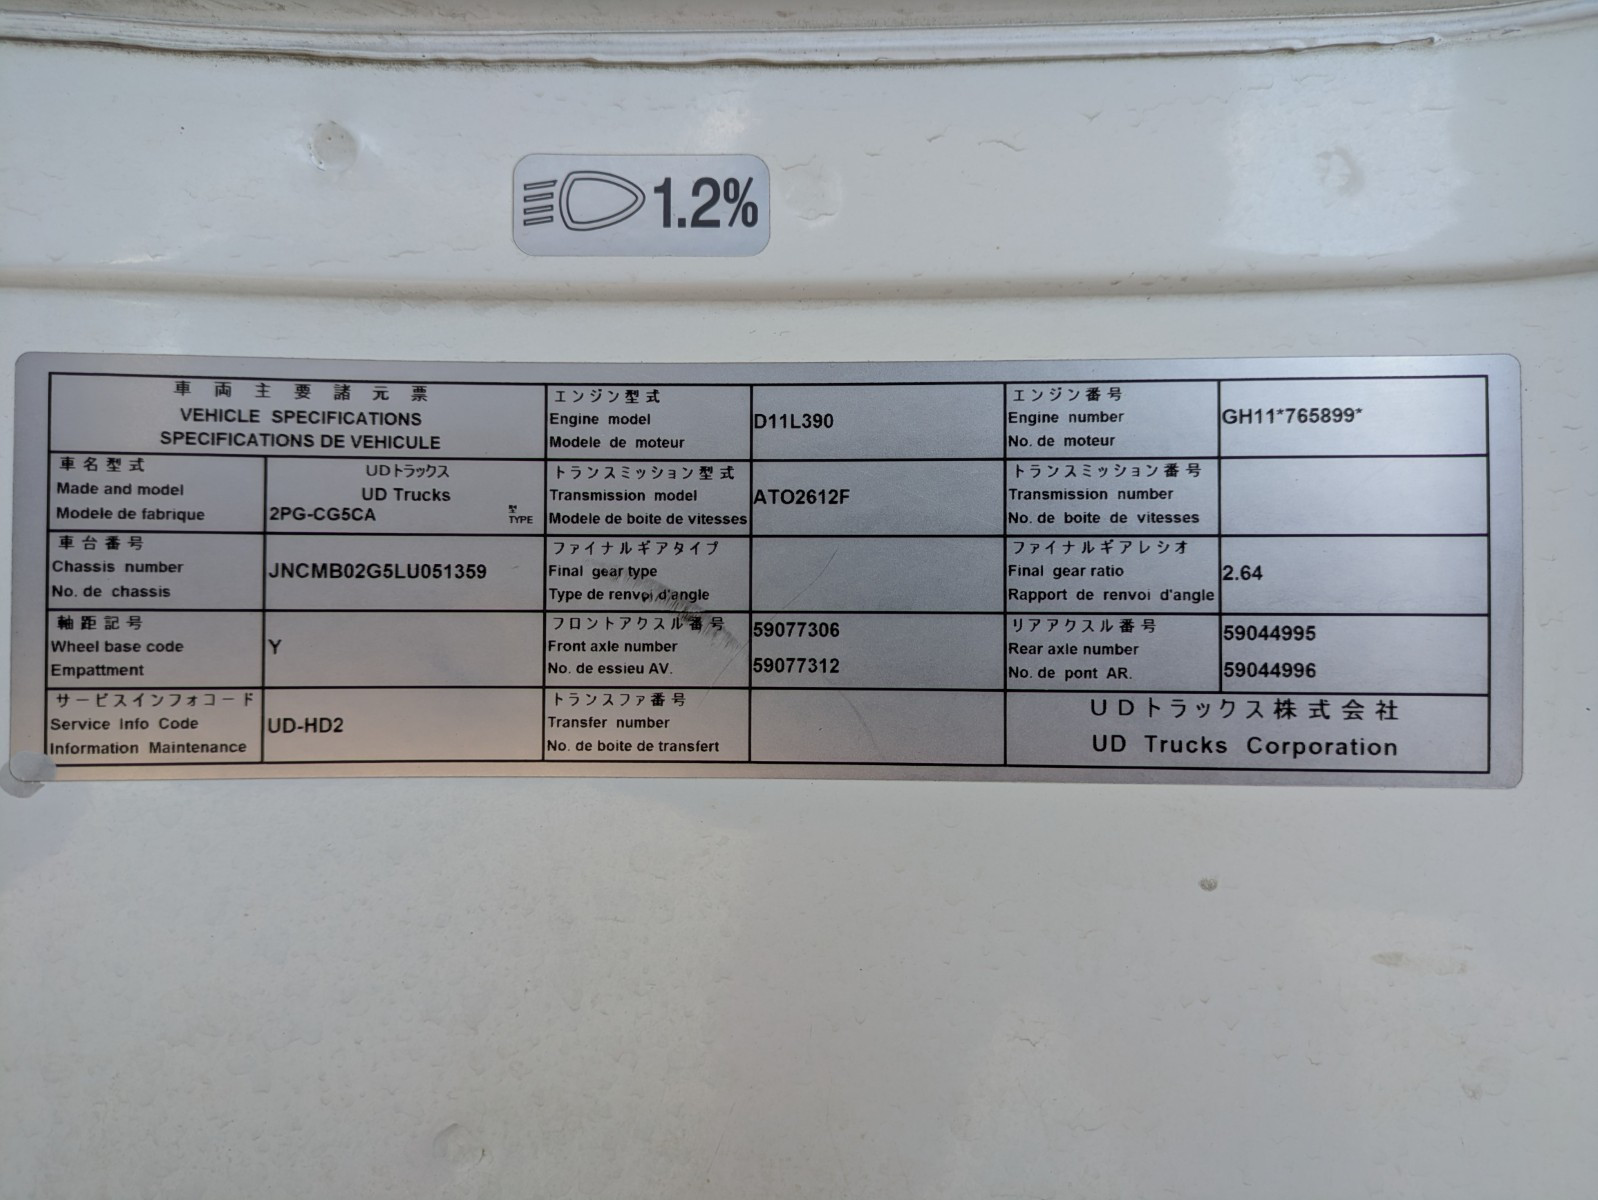 1.2%
車両主要諸元票
VEHICLE SPECIFICATIONS
SPECIFICATIONS DE VEHICULE
エンジン型式
Engine model
Modele de moteur
D11L390
エンジン番号
Engine number
No. de moteur
GH11*765899*
車名型式
Made and model
Modele de fabrique
UDトラックス
UD Trucks
2PG-CG5CA
型
TYPE
トランスミッション型式
Transmission model
Modele de boite de vitesses
ATO2612F
トランスミッション番号
Transmission number
No. de boite de vitesses
車台番号
Chassis number
No. de chassis
JNCMB02G5LU051359
ファイナルギアタイプ
Final gear type
Type de renvoi d'angle
ファイナルギアレシオ
Final gear ratio
Rapport de renvoi d'angle
2.64
軸距記号
Wheel base code
Empattment
Y
フロントアクスル番号
Front axle number
No. de essieu AV.
59077306
59077312
リアアクスル番号
Rear axle number
No. de pont AR.
59044995
59044996
サービスインフォコード
Service Info Code
Information Maintenance
UD-HD2
トランスファ番号
Transfer number
No. de boite de transfert
UDトラックス株式会社
UD Trucks Corporation